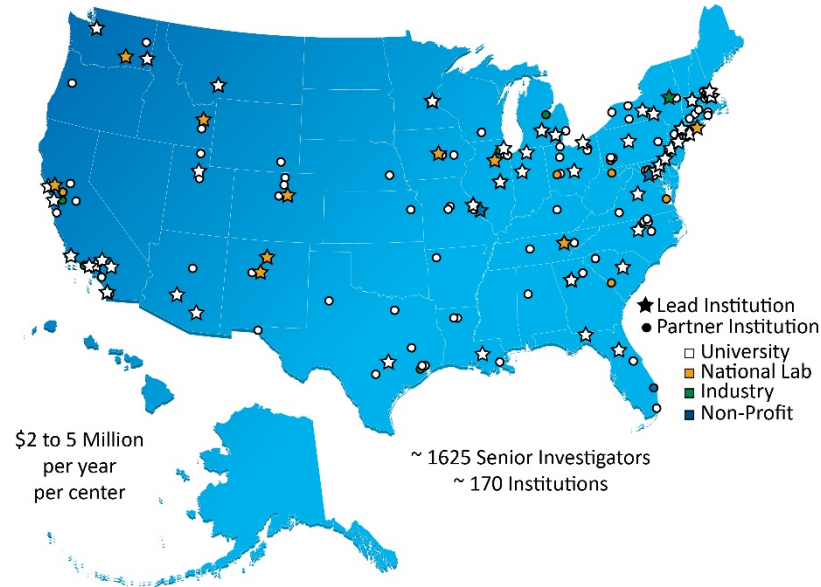 Lead Institution
Partner Institution
University
National Lab
Industry
Non-Profit
$2 to 5 Million
per year
per center
~ 1625 Senior Investigators
~ 170 Institutions